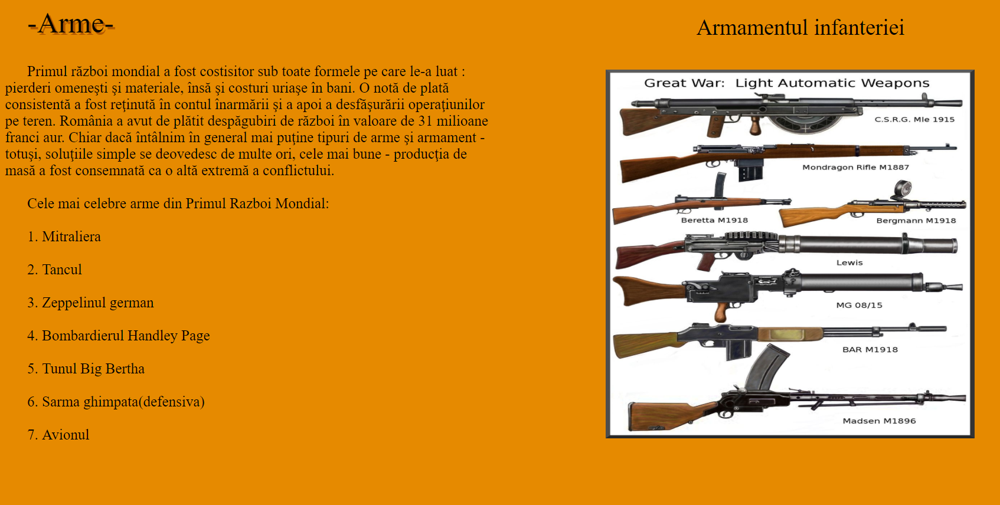 -Arme-
Primul război mondial a fost costisitor sub toate formele pe care le-a luat :
pierderi omeneşti şi materiale, însă şi costuri uriaşe în bani. O notă de plată
consistentă a fost reţinută în contul înarmării şi a apoi a desfăşurării operaţiunilor
pe teren. România a avut de plătit despăgubiri de război în valoare de 31 milioane
franci aur. Chiar dacă întâlnim în general mai puţine tipuri de arme şi armament -
totuşi, soluţiile simple se deovedesc de multe ori, cele mai bune - producţia de
masă a fost consemnată ca o altă extremă a conflictului.
Cele mai celebre arme din Primul Razboi Mondial:
1. Mitraliera
2. Tancul
3. Zeppelinul german
4. Bombardierul Handley Page
5. Tunul Big Bertha
6. Sarma ghimpata(defensiva)
7. Avionul
Armamentul infanteriei
Great War: Light Automatic Weapons
C.S.R.G. Mle 1915
Mondragon Rifle M1887
Beretta M1918
Bergmann M1918
Lewis
MG 08/15
BAR M1918
Madsen M1896